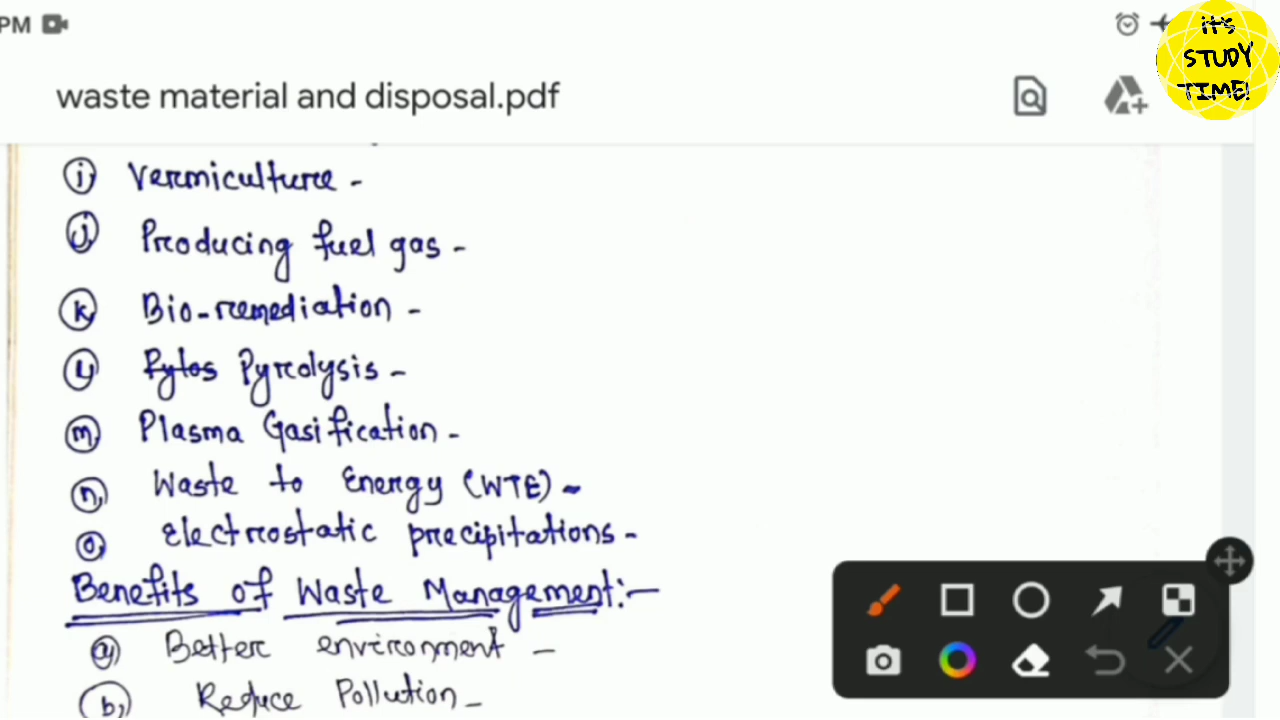 PM
it's
STUDY
TIME!
waste material and disposal.pdf
(i) Vermiculture -
(j) Producing fuel gas -
(k) Bio-remediation -
(l) Pylos Pyrolysis -
(m) Plasma Gasification -
(n) Waste to Energy (WTE) -
(o) Electrostatic precipitations -
Benefits of Waste Management:-
(a) Better environment -
(b) Reduce Pollution -